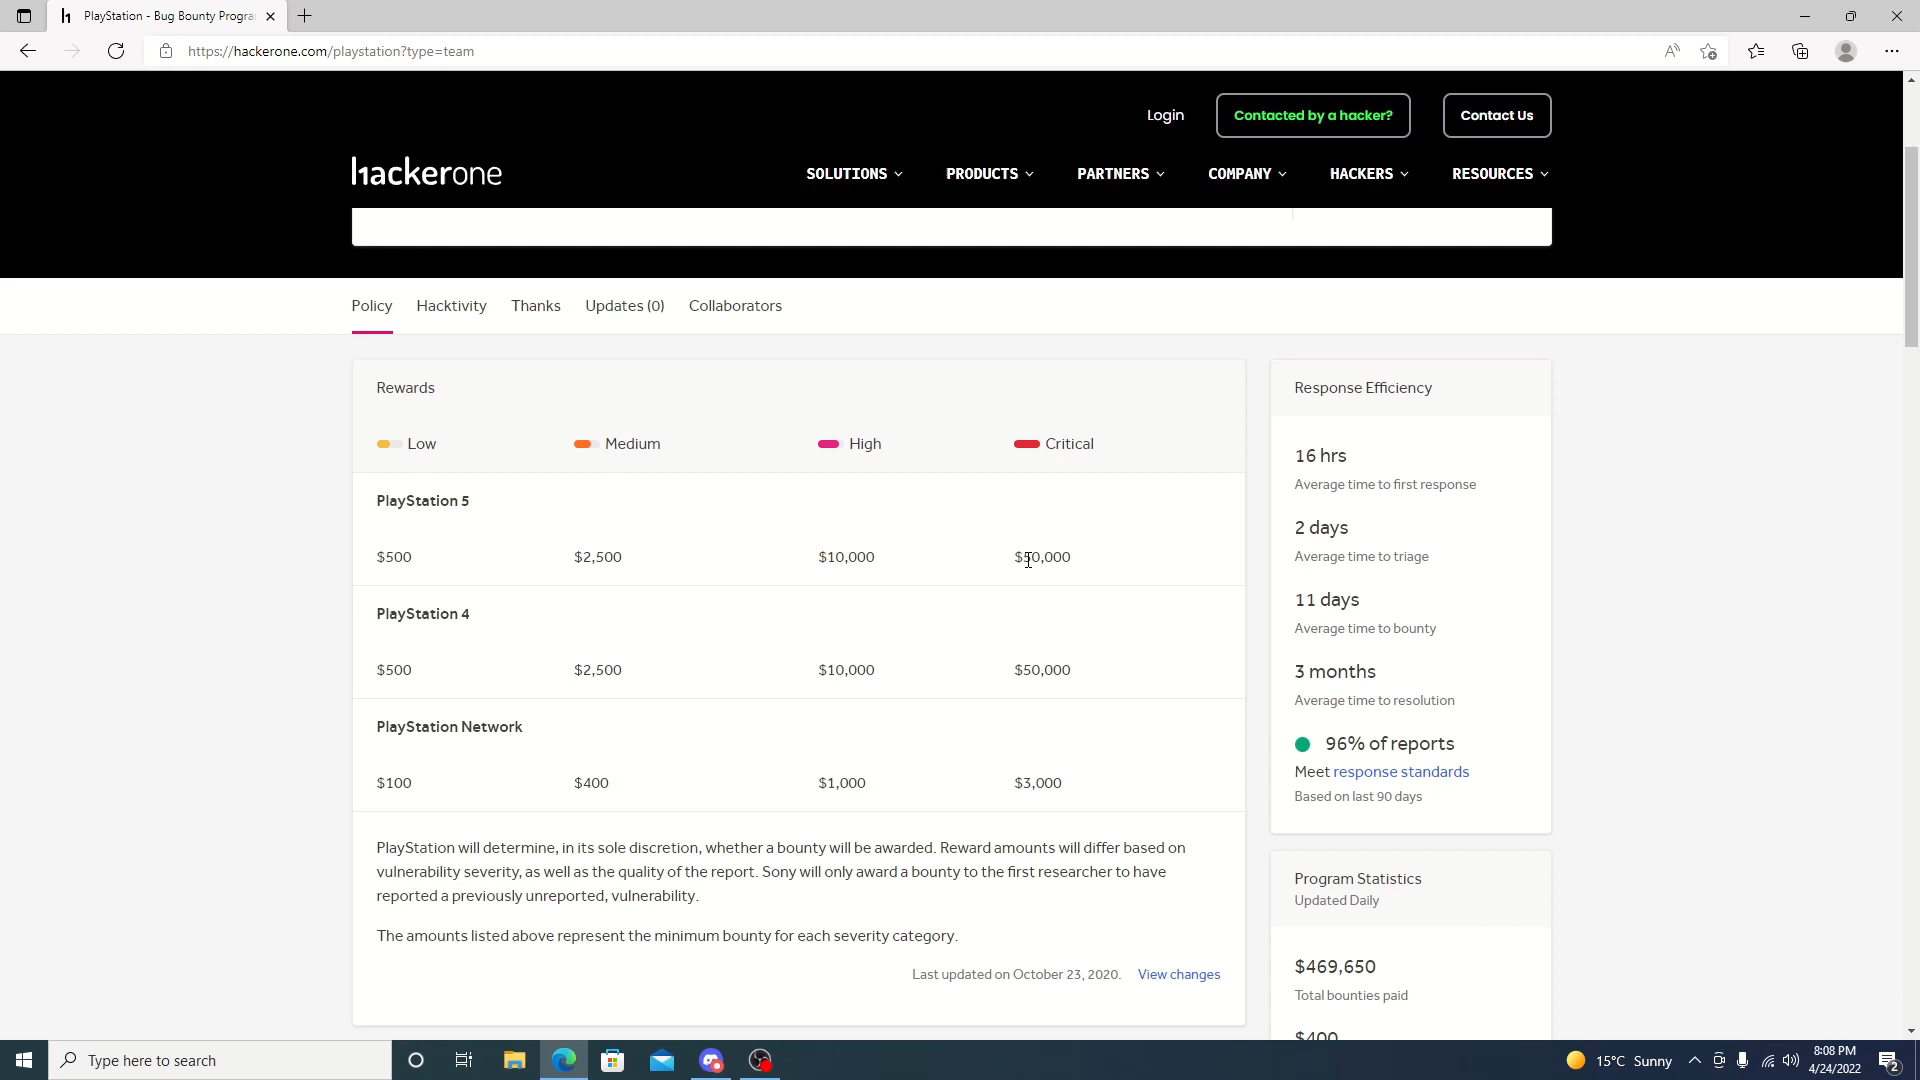 PlayStation - Bug Bounty Progra
https://hackerone.com/playstation?type=team
Login
Contacted by a hacker?
Contact Us
hackerone
SOLUTIONS
PRODUCTS
PARTNERS
COMPANY
HACKERS
RESOURCES
Policy
Hacktivity
Thanks
Updates (0)
Collaborators
Rewards
Low
Medium
High
Critical
PlayStation 5
$500
$2,500
$10,000
$50,000
PlayStation 4
$500
$2,500
$10,000
$50,000
PlayStation Network
$100
$400
$1,000
$3,000
PlayStation will determine, in its sole discretion, whether a bounty will be awarded. Reward amounts will differ based on
vulnerability severity, as well as the quality of the report. Sony will only award a bounty to the first researcher to have
reported a previously unreported, vulnerability.
The amounts listed above represent the minimum bounty for each severity category.
Last updated on October 23, 2020.
View changes
Response Efficiency
16 hrs
Average time to first response
2 days
Average time to triage
11 days
Average time to bounty
3 months
Average time to resolution
96% of reports
Meet response standards
Based on last 90 days
Program Statistics
Updated Daily
$469,650
Total bounties paid
$400
Type here to search
15°C Sunny
8:08 PM
4/24/2022
2